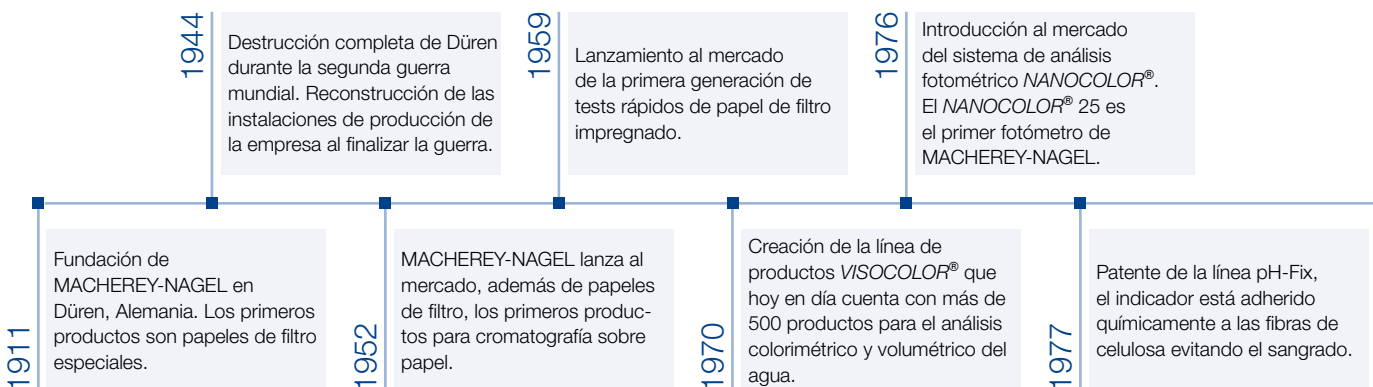 1944
Destrucción completa de Düren
durante la segunda guerra
mundial. Reconstrucción de las
instalaciones de producción de
la empresa al finalizar la guerra.
1959
Lanzamiento al mercado
de la primera generación de
tests rápidos de papel de filtro
impregnado.
1976
Introducción al mercado
del sistema de análisis
fotométrico NANOCOLOR®.
El NANOCOLOR® 25 es
el primer fotómetro de
MACHEREY-NAGEL.
1911
Fundación de
MACHEREY-NAGEL en
Düren, Alemania. Los primeros
productos son papeles de filtro
especiales.
1952
MACHEREY-NAGEL lanza al
mercado, además de papeles
de filtro, los primeros produc-
tos para cromatografía sobre
papel.
1970
Creación de la línea de
productos VISOCOLOR® que
hoy en día cuenta con más de
500 productos para el análisis
colorimétrico y volumétrico del
agua.
1977
Patente de la línea pH-Fix,
el indicador está adherido
químicamente a las fibras de
celulosa evitando el sangrado.